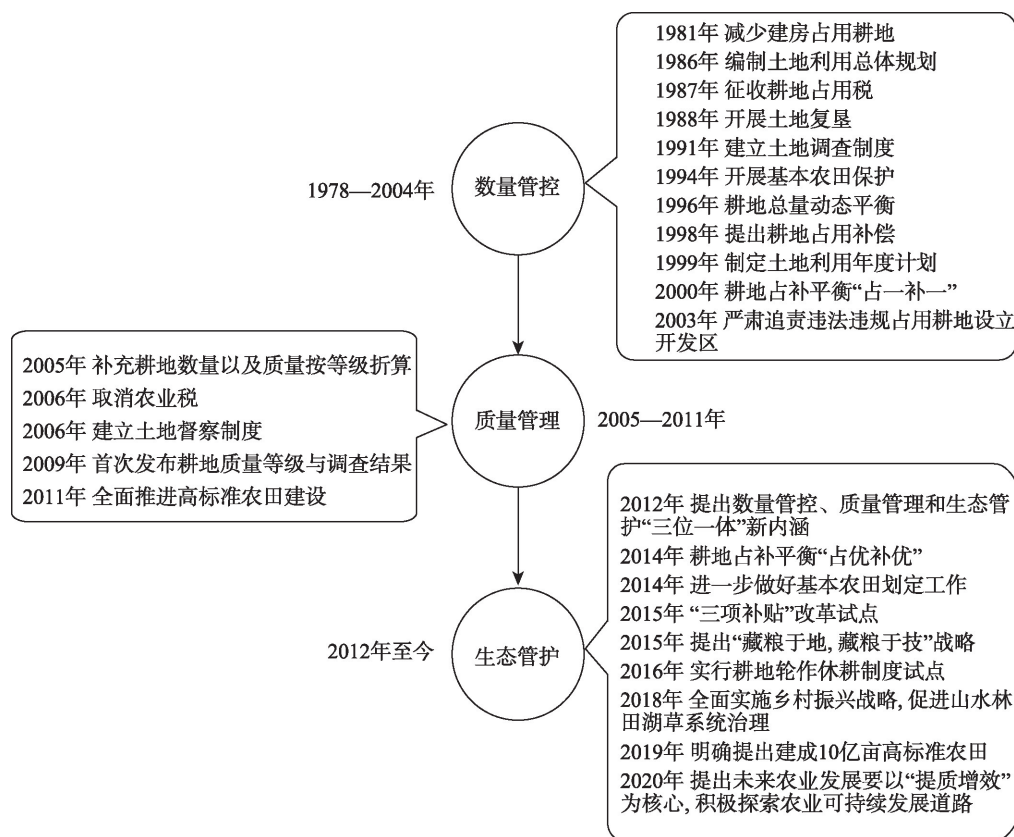 1981年 减少建房占用耕地
1986年 编制土地利用总体规划
1987年 征收耕地占用税
1988年 开展土地复垦
1991年 建立土地调查制度
1994年 开展基本农田保护
1996年 耕地总量动态平衡
1998年 提出耕地占用补偿
1999年 制定土地利用年度计划
2000年 耕地占补平衡“占一补一”
2003年 严肃追责违法违规占用耕地设立
开发区
1978—2004年
数量管控
2005年 补充耕地数量以及质量按等级折算
2006年 取消农业税
2006年 建立土地督察制度
2009年 首次发布耕地质量等级与调查结果
2011年 全面推进高标准农田建设
质量管理
2005—2011年
2012年 提出数量管控、质量管理和生态管
护“三位一体”新内涵
2014年 耕地占补平衡“占优补优”
2014年 进一步做好基本农田划定工作
2015年 “三项补贴”改革试点
2015年 提出“藏粮于地, 藏粮于技”战略
2016年 实行耕地轮作休耕制度试点
2018年 全面实施乡村振兴战略, 促进山水林
田湖草系统治理
2019年 明确提出建成10亿亩高标准农田
2020年 提出未来农业发展要以“提质增效”
为核心, 积极探索农业可持续发展道路
2012年至今
生态管护